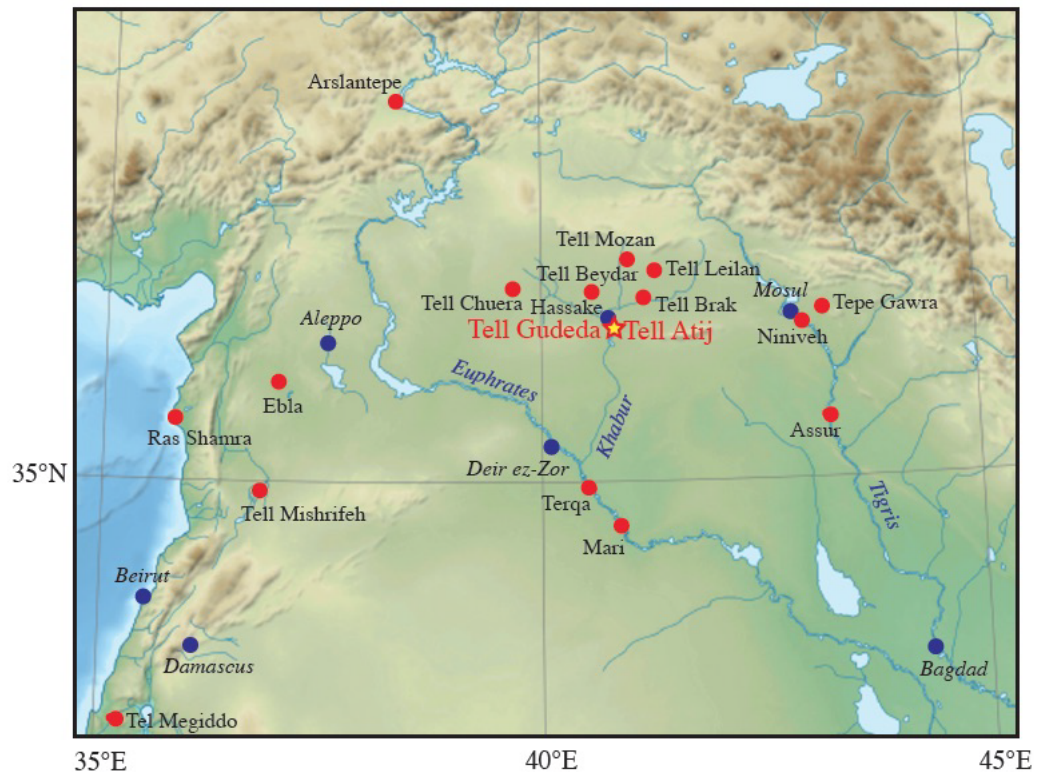 Arslantepe
Tell Mozan
Tell Leilan
Tell Beydar
Mosul
Tell Chuera
Hassake
Tell Brak
Tepe Gawra
Aleppo
Tell Gudeda
Tell Atij
Niniveh
Euphrates
Khabur
Ebla
Assur
Ras Shamra
35°N
Deir ez-Zor
Terqa
Tigris
Tell Mishrifeh
Mari
Beirut
Damascus
Bagdad
Tel Megiddo
35°E
40°E
45°E